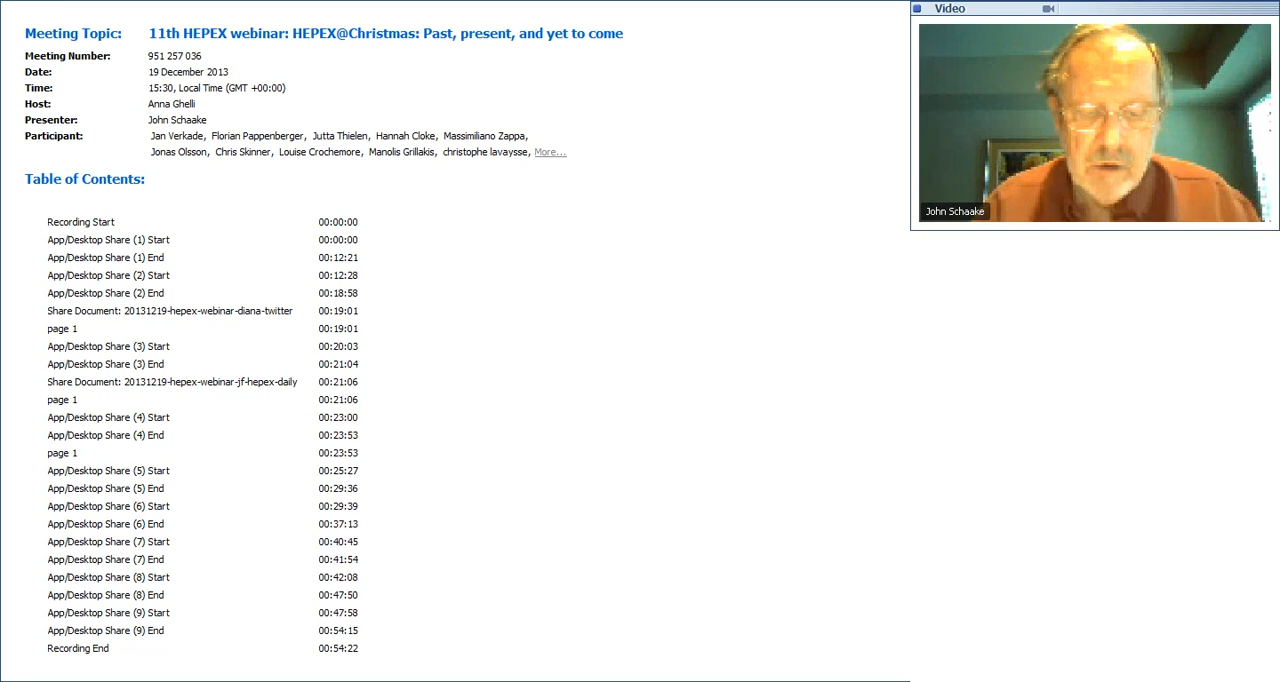 Meeting Topic: 11th HEPEX webinar: HEPEX@Christmas: Past, present, and yet to come
Meeting Number: 951 257 036
Date: 19 December 2013
Time: 15:30, Local Time (GMT +00:00)
Host: Anna Ghelli
Presenter: John Schaake
Participant: Jan Verkade, Florian Pappenberger, Jutta Thielen, Hannah Cloke, Massimiliano Zappa,
Jonas Olsson, Chris Skinner, Louise Crochemore, Manolis Grillakis, christophe lavaysse, More...
Table of Contents:
Recording Start 00:00:00
App/Desktop Share (1) Start 00:00:00
App/Desktop Share (1) End 00:12:21
App/Desktop Share (2) Start 00:12:28
App/Desktop Share (2) End 00:18:58
Share Document: 20131219-hepex-webinar-diana-twitter 00:19:01
page 1 00:19:01
App/Desktop Share (3) Start 00:20:03
App/Desktop Share (3) End 00:21:04
Share Document: 20131219-hepex-webinar-jf-hepex-daily 00:21:06
page 1 00:21:06
App/Desktop Share (4) Start 00:23:00
App/Desktop Share (4) End 00:23:53
page 1 00:23:53
App/Desktop Share (5) Start 00:25:27
App/Desktop Share (5) End 00:29:36
App/Desktop Share (6) Start 00:29:39
App/Desktop Share (6) End 00:37:13
App/Desktop Share (7) Start 00:40:45
App/Desktop Share (7) End 00:41:54
App/Desktop Share (8) Start 00:42:08
App/Desktop Share (8) End 00:47:50
App/Desktop Share (9) Start 00:47:58
App/Desktop Share (9) End 00:54:15
Recording End 00:54:22
Video
John Schaake